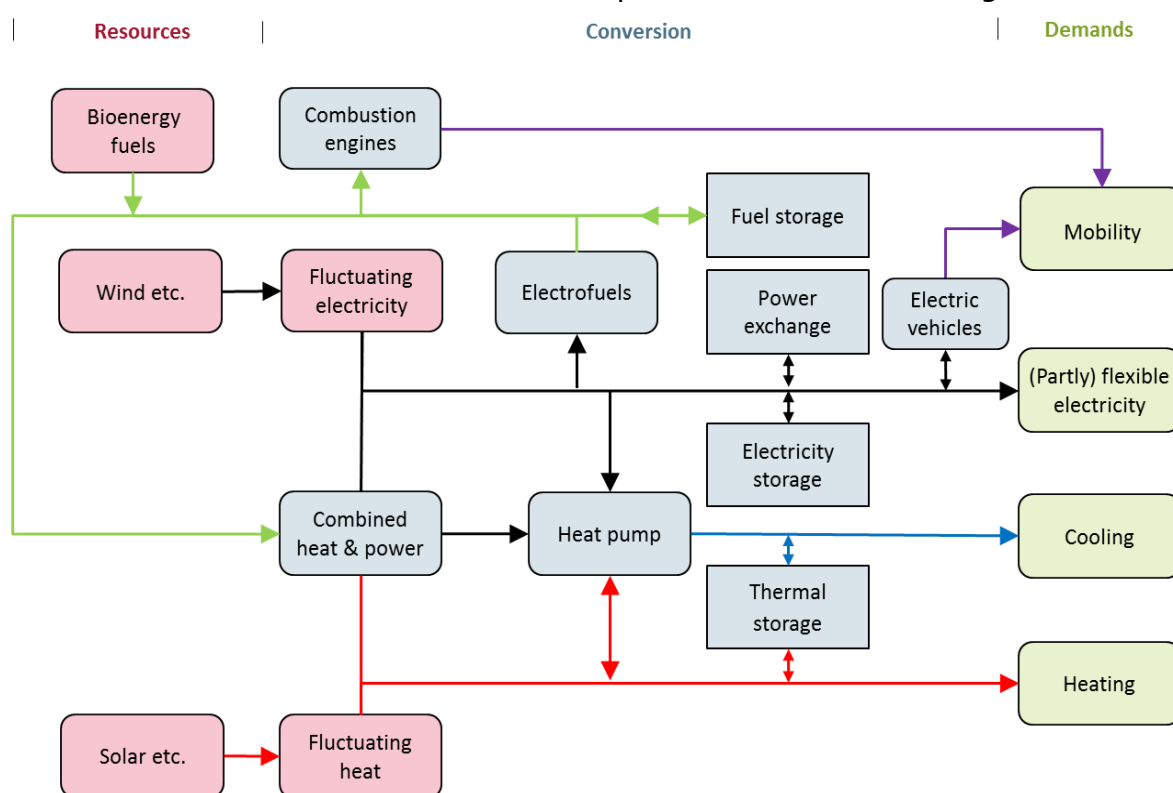 Resources
Conversion
Demands
Bioenergy
fuels
Combustion
engines
Fuel storage
Mobility
Wind etc.
Fluctuating
electricity
Electrofuels
Power
exchange
Electric
vehicles
(Partly) flexible
electricity
Electricity
storage
Combined
heat & power
Heat pump
Cooling
Thermal
storage
Heating
Solar etc.
Fluctuating
heat